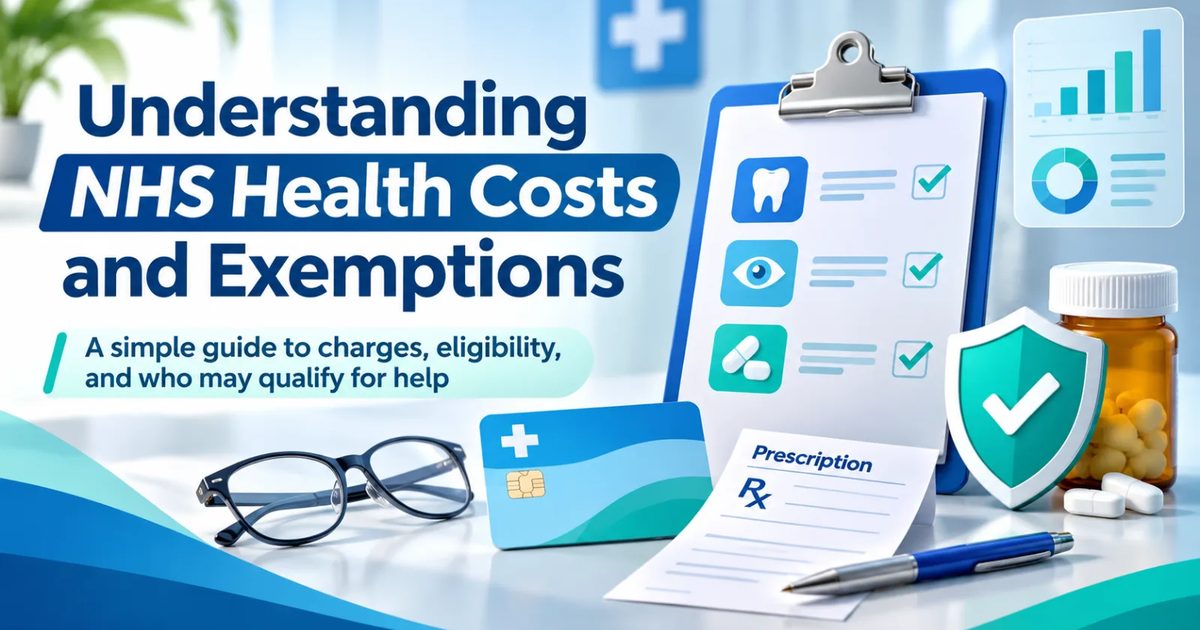 Understanding
NHS Health Costs
and Exemptions
A simple guide to charges, eligibility,
and who may qualify for help
Prescription
Rx